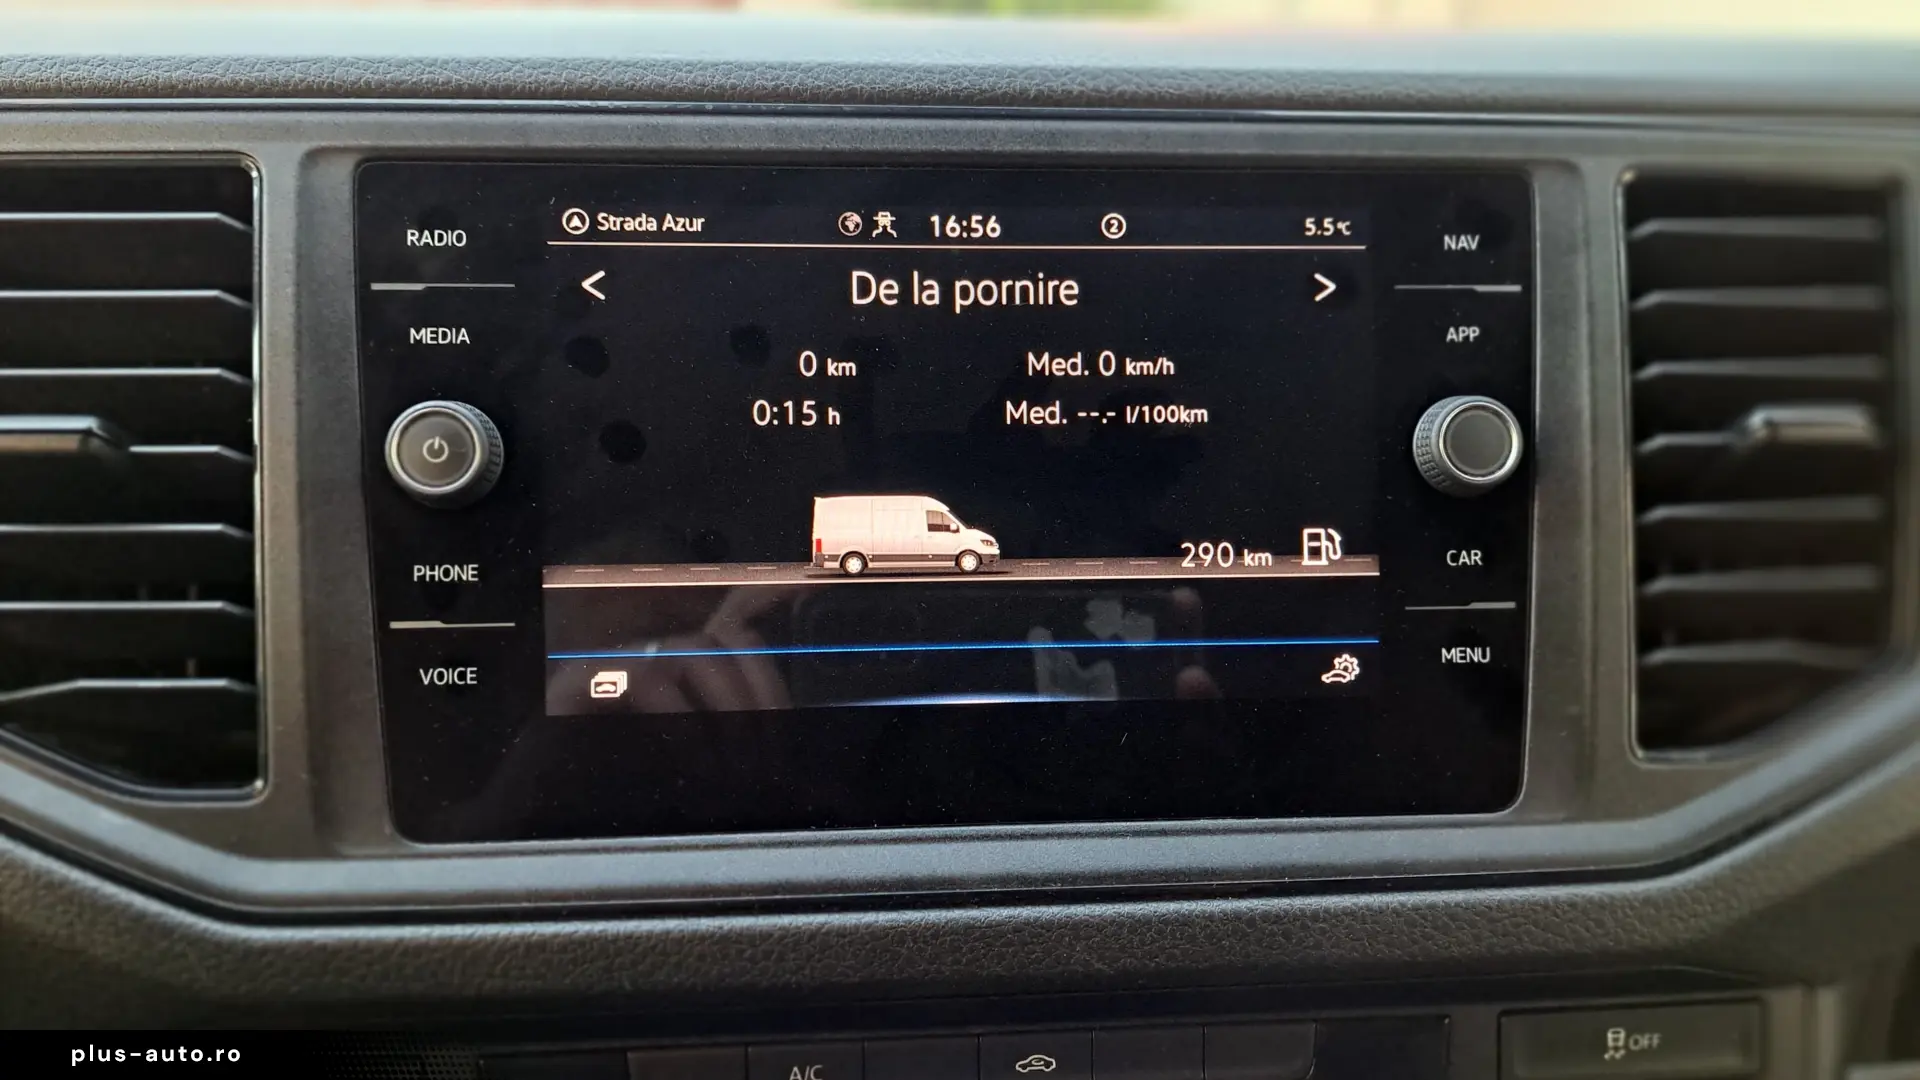 RADIO
MEDIA
PHONE
VOICE
Strada Azur
16:56
2
5.5°C
< De la pornire >
0 km
Med. 0 km/h
0:15 h
Med. --.- l/100km
290 km
NAV
APP
CAR
MENU
A/C
OFF
plus-auto.ro